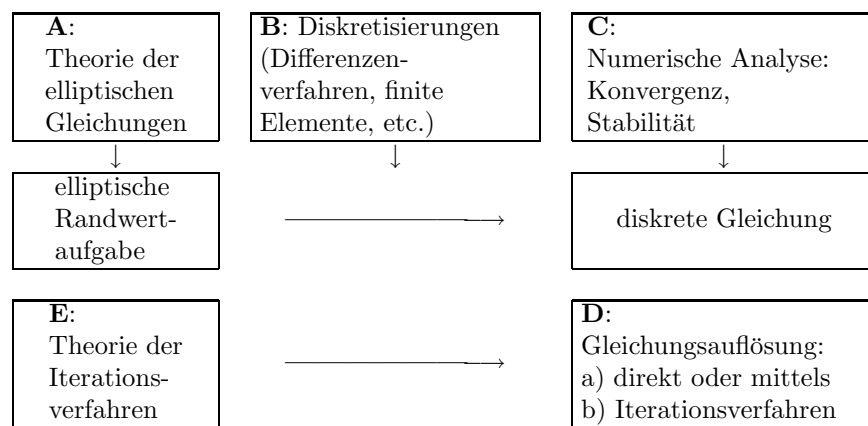 A:
Theorie der
elliptischen
Gleichungen
B: Diskretisierungen
(Differenzen-
verfahren, finite
Elemente, etc.)
C:
Numerische Analyse:
Konvergenz,
Stabilität
elliptische
Randwert-
aufgabe
diskrete Gleichung
E:
Theorie der
Iterations-
verfahren
D:
Gleichungsauflösung:
a) direkt oder mittels
b) Iterationsverfahren